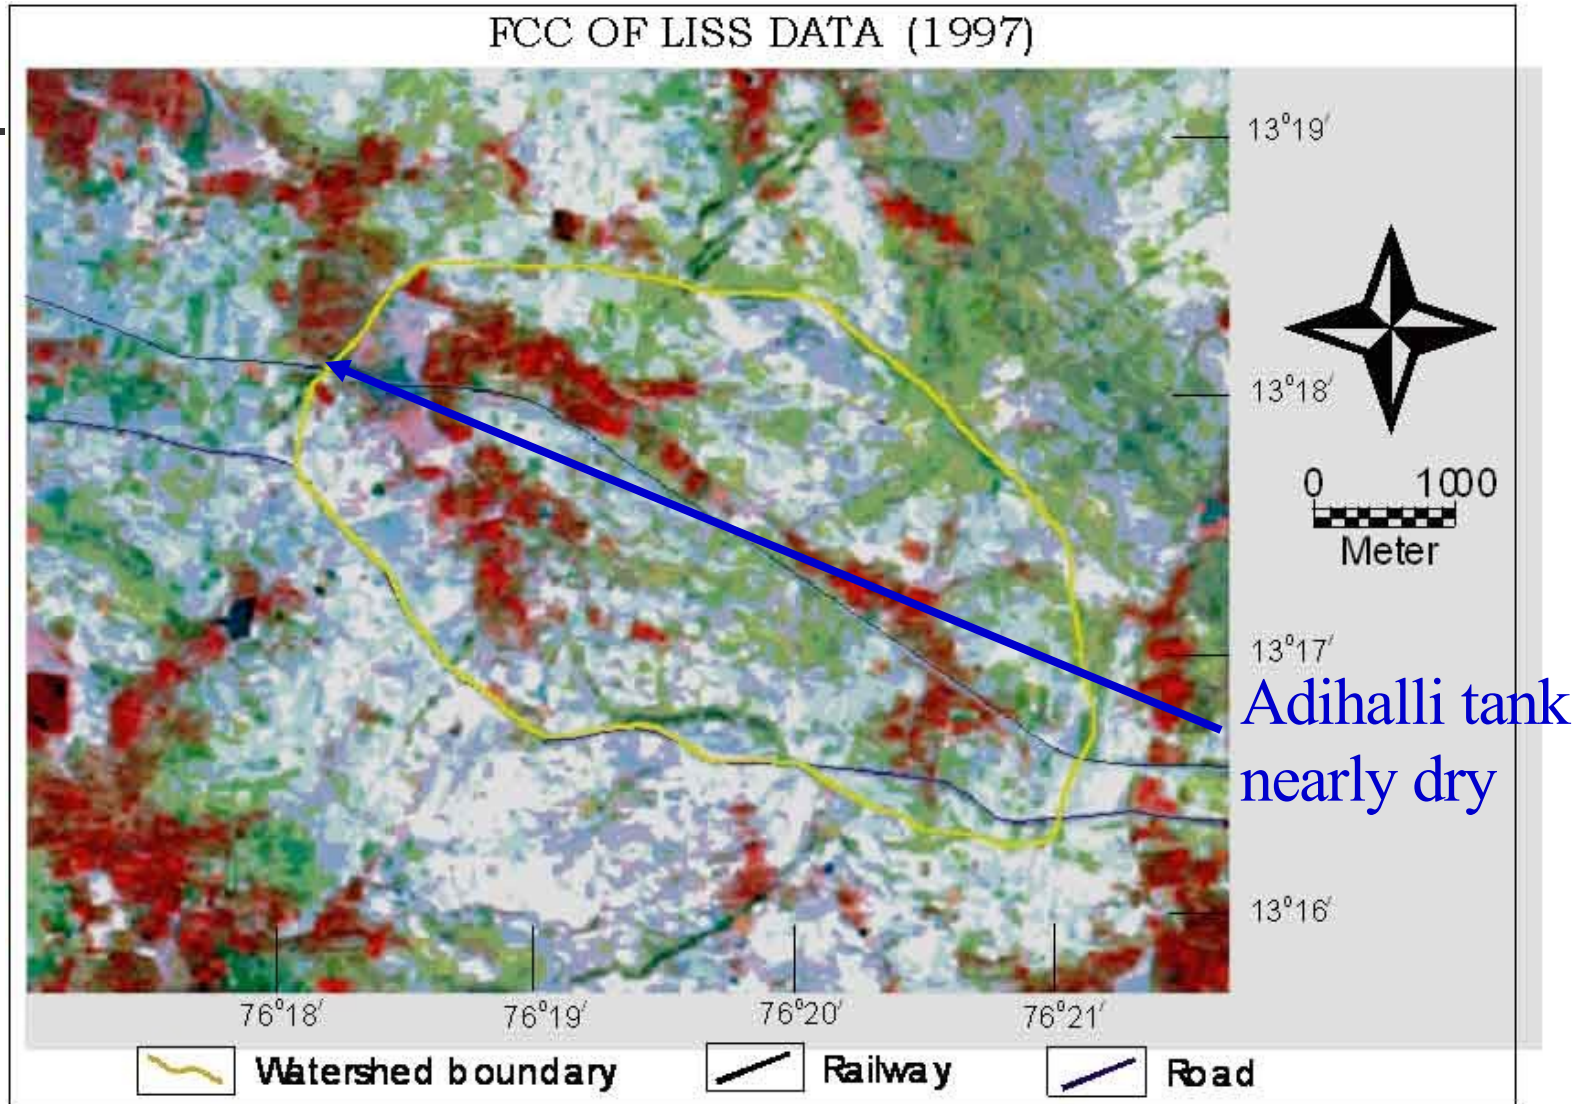 FCC OF LISS DATA (1997)
13°19′
13°18′
0 1000
Meter
13°17′
Adihalli tank
nearly dry
13°16′
76°18′ 76°19′ 76°20′ 76°21′
Watershed boundary Railway Road